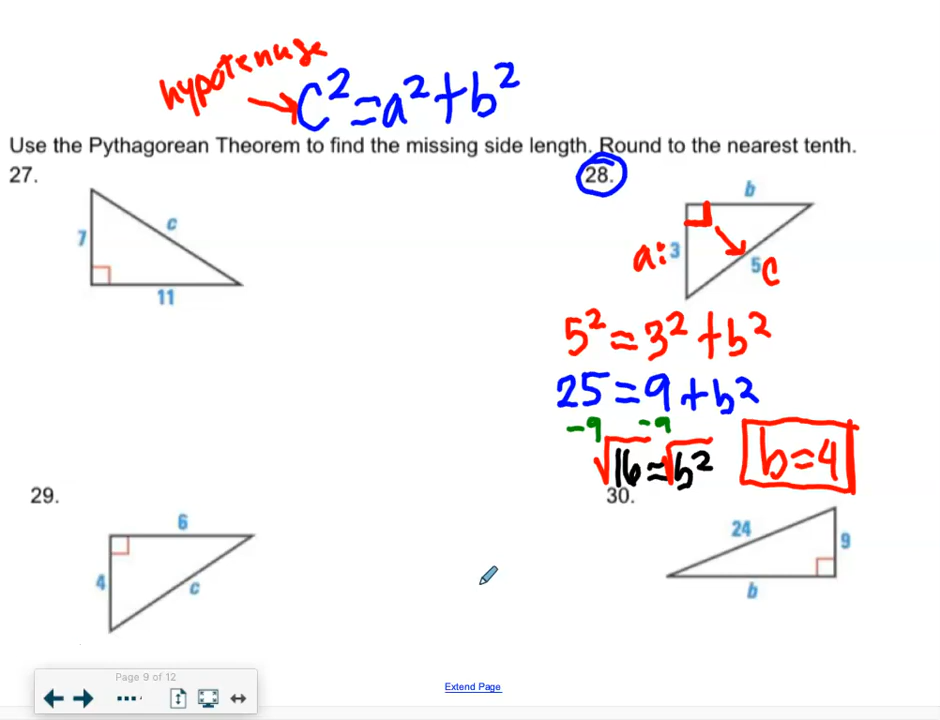 hypotenuse
c²=a²+b²
Use the Pythagorean Theorem to find the missing side length. Round to the nearest tenth.
27.
7
c
11
28.
b
a:3
5 c
5²=3²+b²
25=9+b²
-9 -9
√16=√b²
b=4
29.
6
4
c
30.
24
9
b
Page 9 of 12
Extend Page